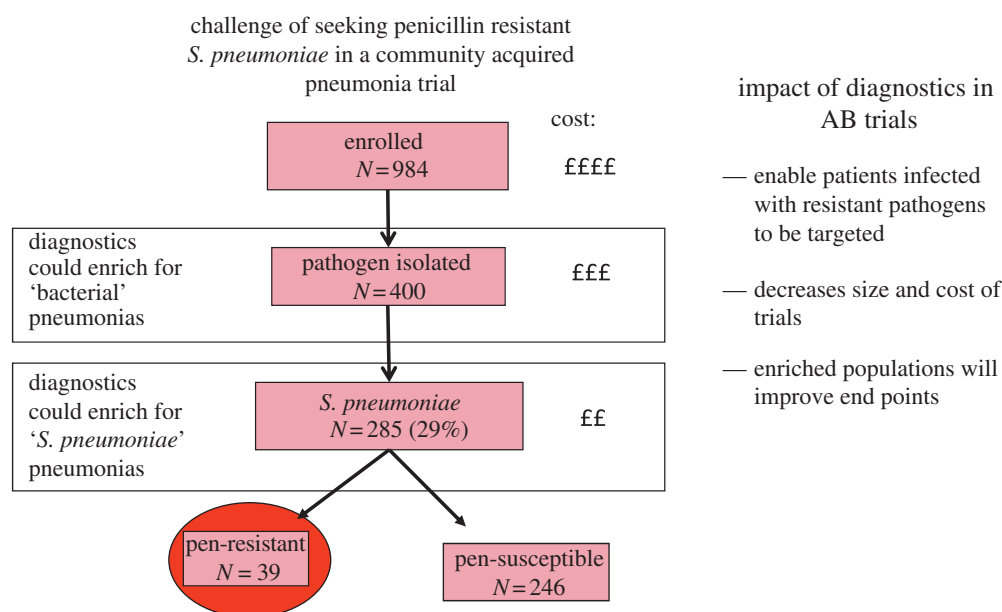 challenge of seeking penicillin resistant
S. pneumoniae in a community acquired
pneumonia trial
cost:
enrolled
N=984
££££
diagnostics
could enrich for
‘bacterial’
pneumonias
pathogen isolated
N=400
£££
diagnostics
could enrich for
‘S. pneumoniae’
pneumonias
S. pneumoniae
N=285 (29%)
££
pen-resistant
N = 39
pen-susceptible
N=246
impact of diagnostics in
AB trials
— enable patients infected
with resistant pathogens
to be targeted
— decreases size and cost of
trials
— enriched populations will
improve end points